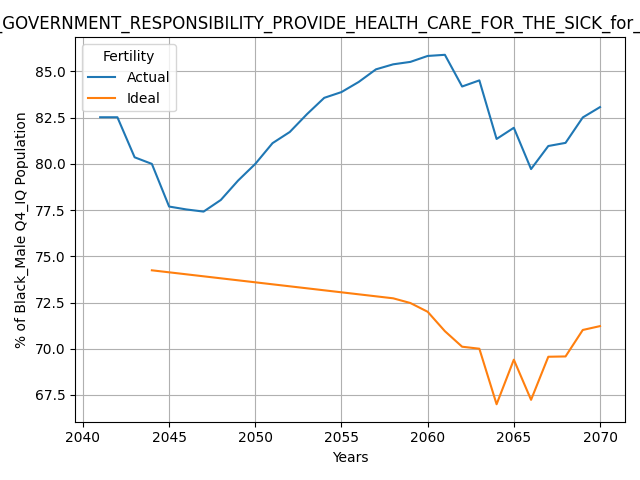 _GOVERNMENT_RESPONSIBILITY_PROVIDE_HEALTH_CARE_FOR_THE_SICK_for_
Fertility
Actual
Ideal
85.0
82.5
80.0
77.5
75.0
72.5
70.0
67.5
% of Black_Male Q4_IQ Population
2040
2045
2050
2055
2060
2065
2070
Years